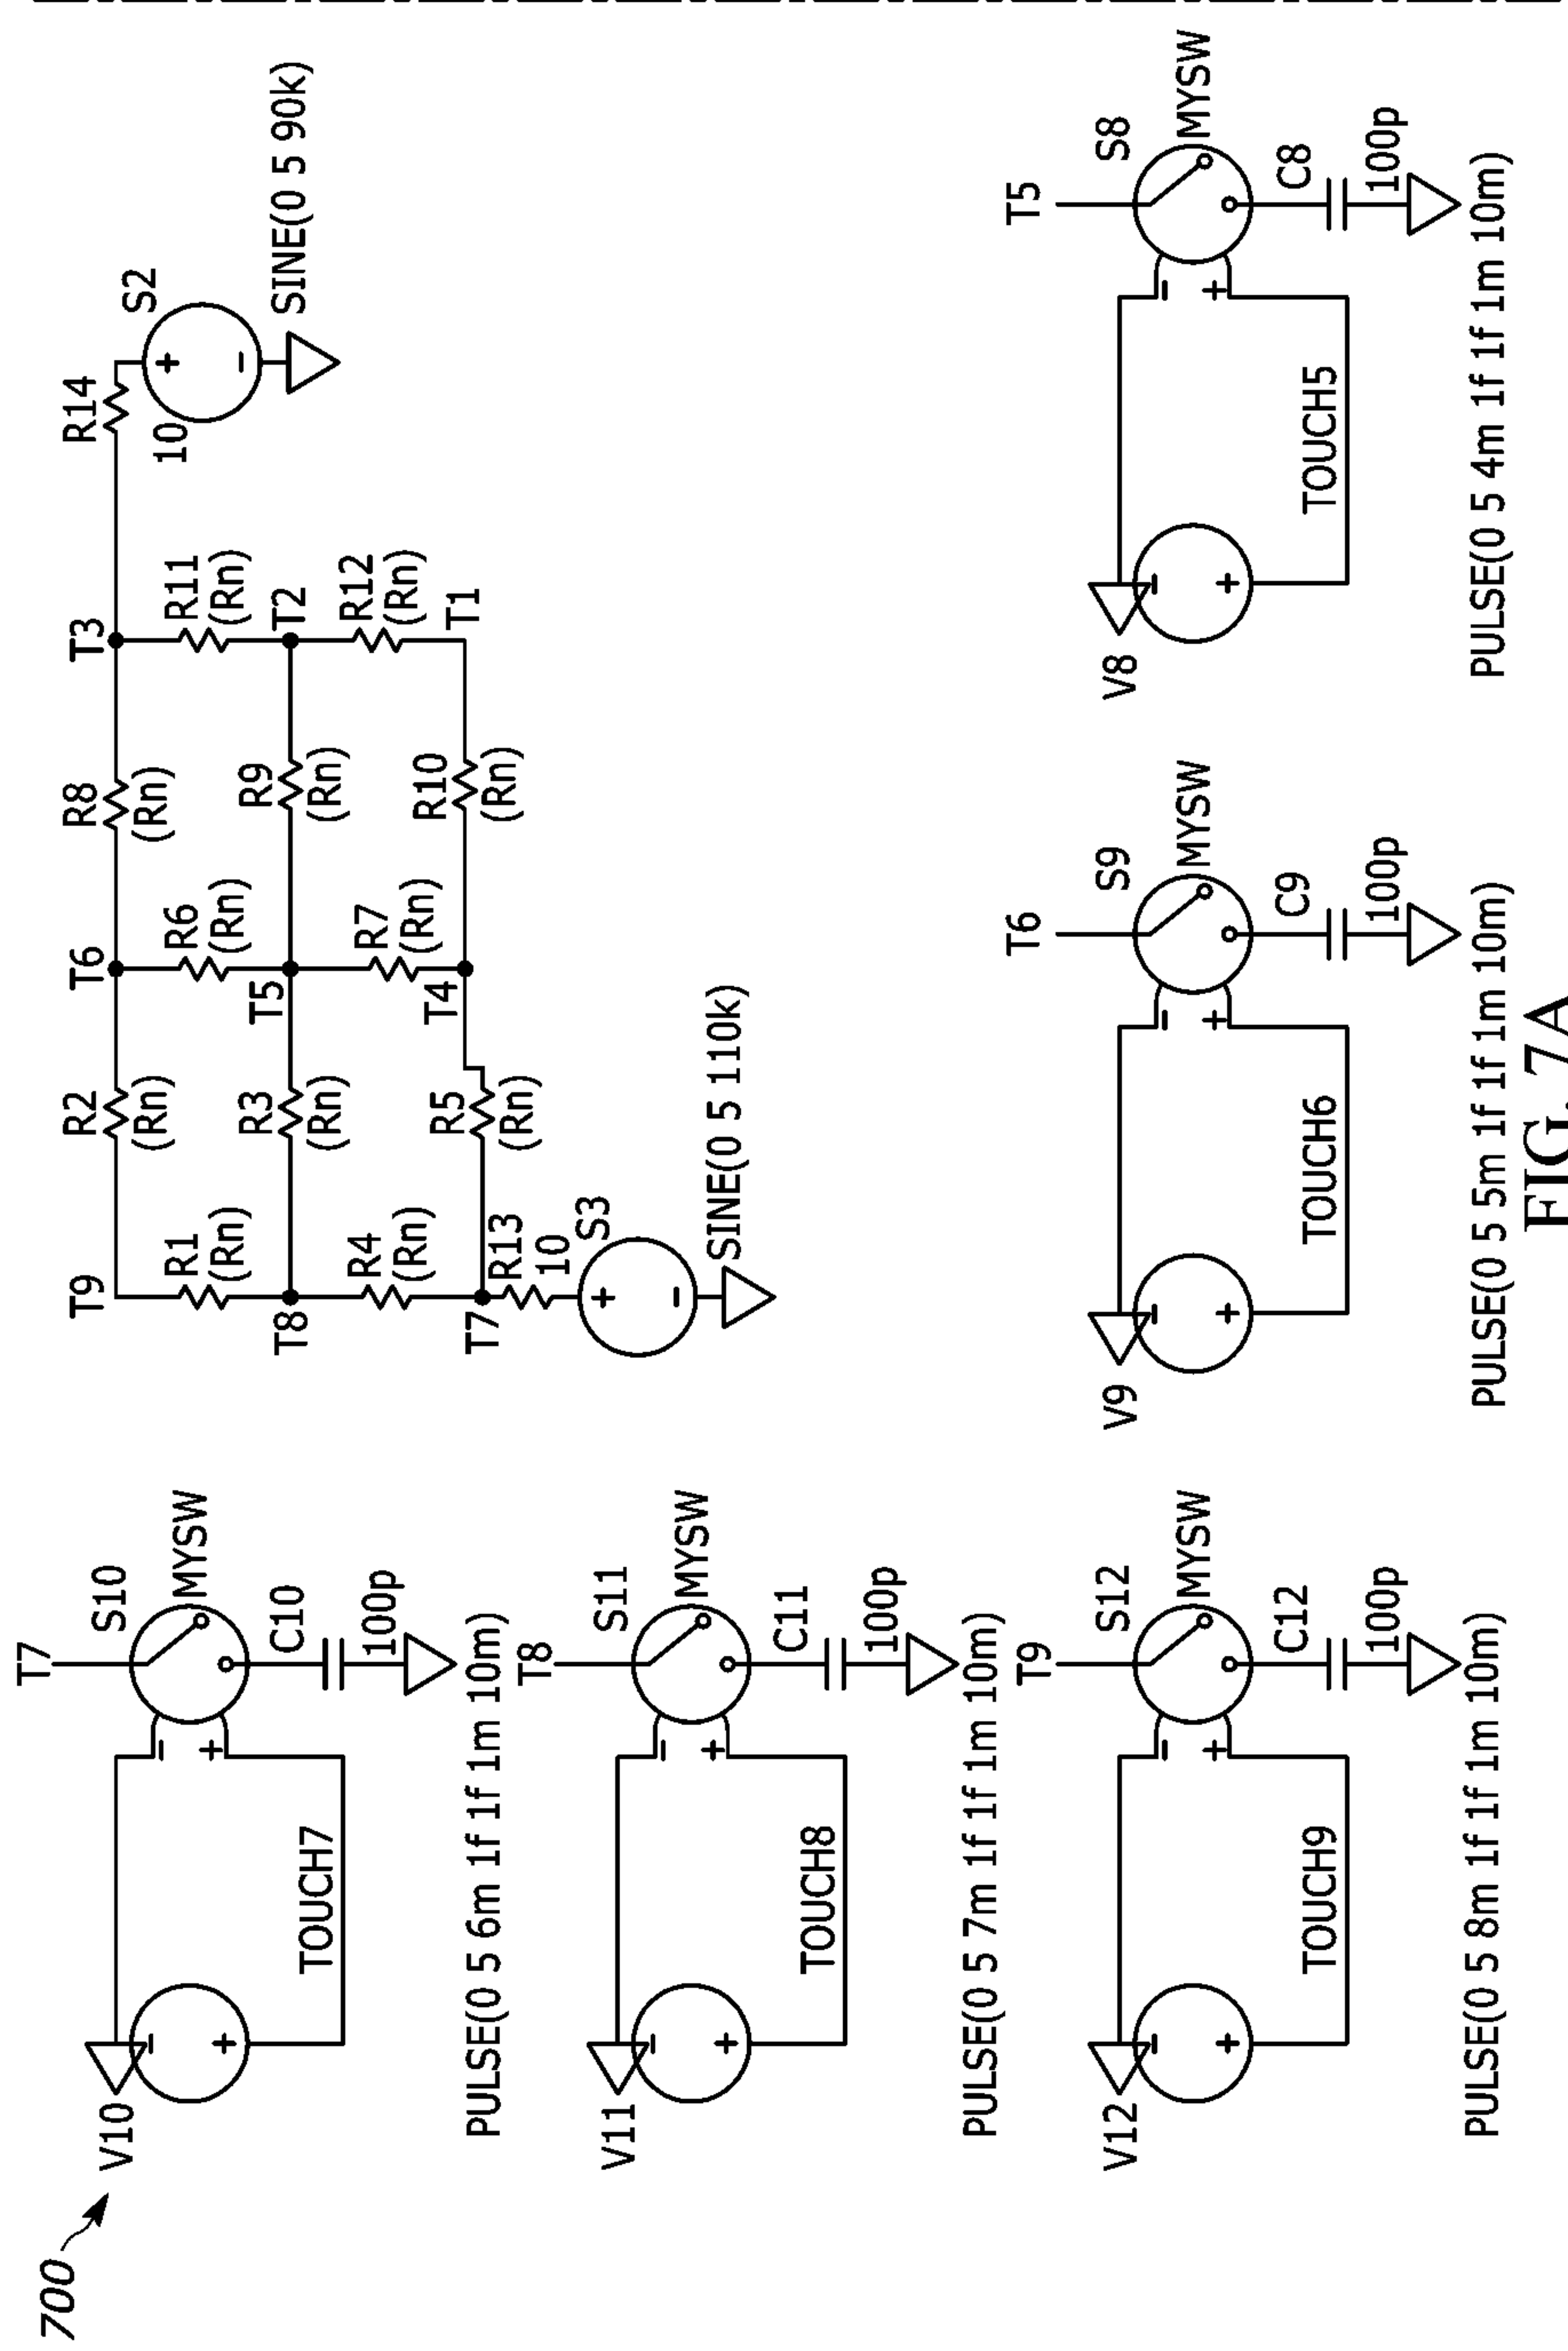 700
V10
TOUCH7
T7
S10
MYSW
C10
100p
PULSE(0 5 6m 1f 1f 1m 10m)
V11
TOUCH8
T8
S11
MYSW
C11
100p
PULSE(0 5 7m 1f 1f 1m 10m)
V12
TOUCH9
T9
S12
MYSW
C12
100p
PULSE(0 5 8m 1f 1f 1m 10m)
T9
R2
(Rn)
T6
R8
(Rn)
T3
R14
10
S2
SINE(0 5 90k)
R1
(Rn)
R6
(Rn)
R11
(Rn)
T8
R3
(Rn)
T5
R9
(Rn)
T2
R4
(Rn)
R7
(Rn)
R12
(Rn)
T7
R5
(Rn)
T4
R10
(Rn)
T1
R13
10
S3
SINE(0 5 110k)
V9
TOUCH6
T6
S9
MYSW
C9
100p
PULSE(0 5 5m 1f 1f 1m 10m)
V8
TOUCH5
T5
S8
MYSW
C8
100p
PULSE(0 5 4m 1f 1f 1m 10m)
FIG. 7A